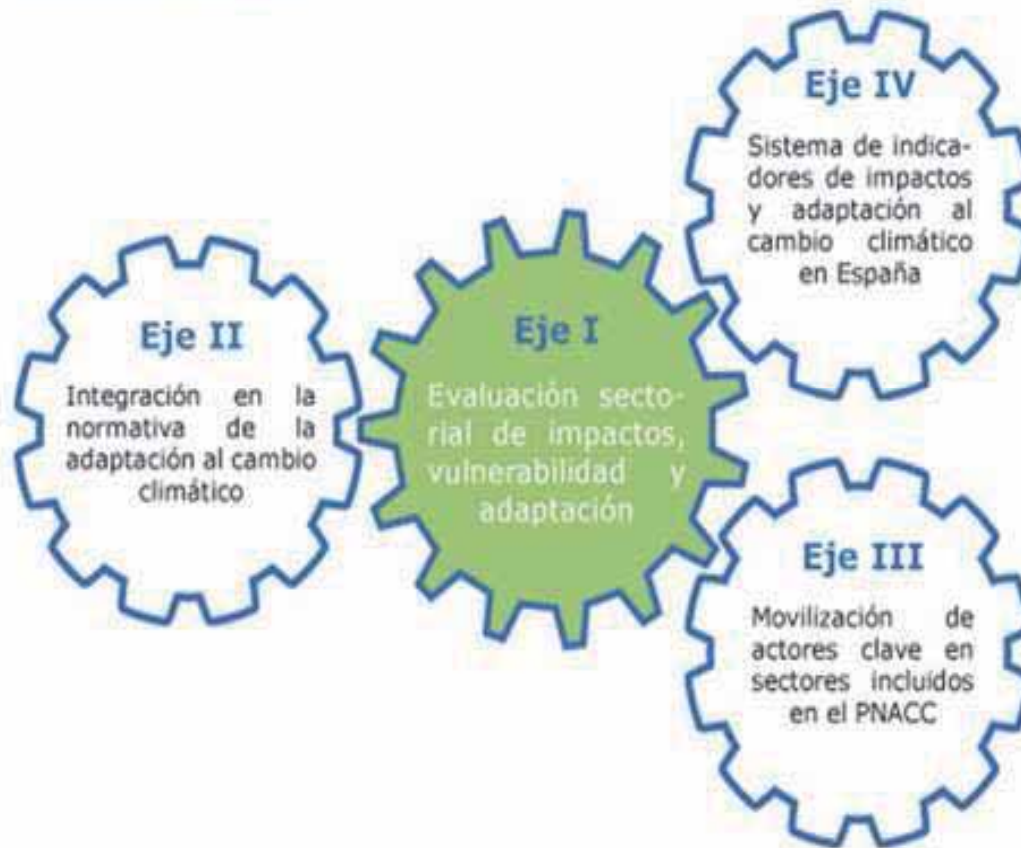 Eje IV
Sistema de indica-
dores de impactos
y adaptación al
cambio climático
en España
Eje II
Integración en la
normativa de la
adaptación al cambio
climático
Eje I
Evaluación secto-
rial de impactos,
vulnerabilidad y
adaptación
Eje III
Movilización de
actores clave en
sectores incluidos
en el PNACC